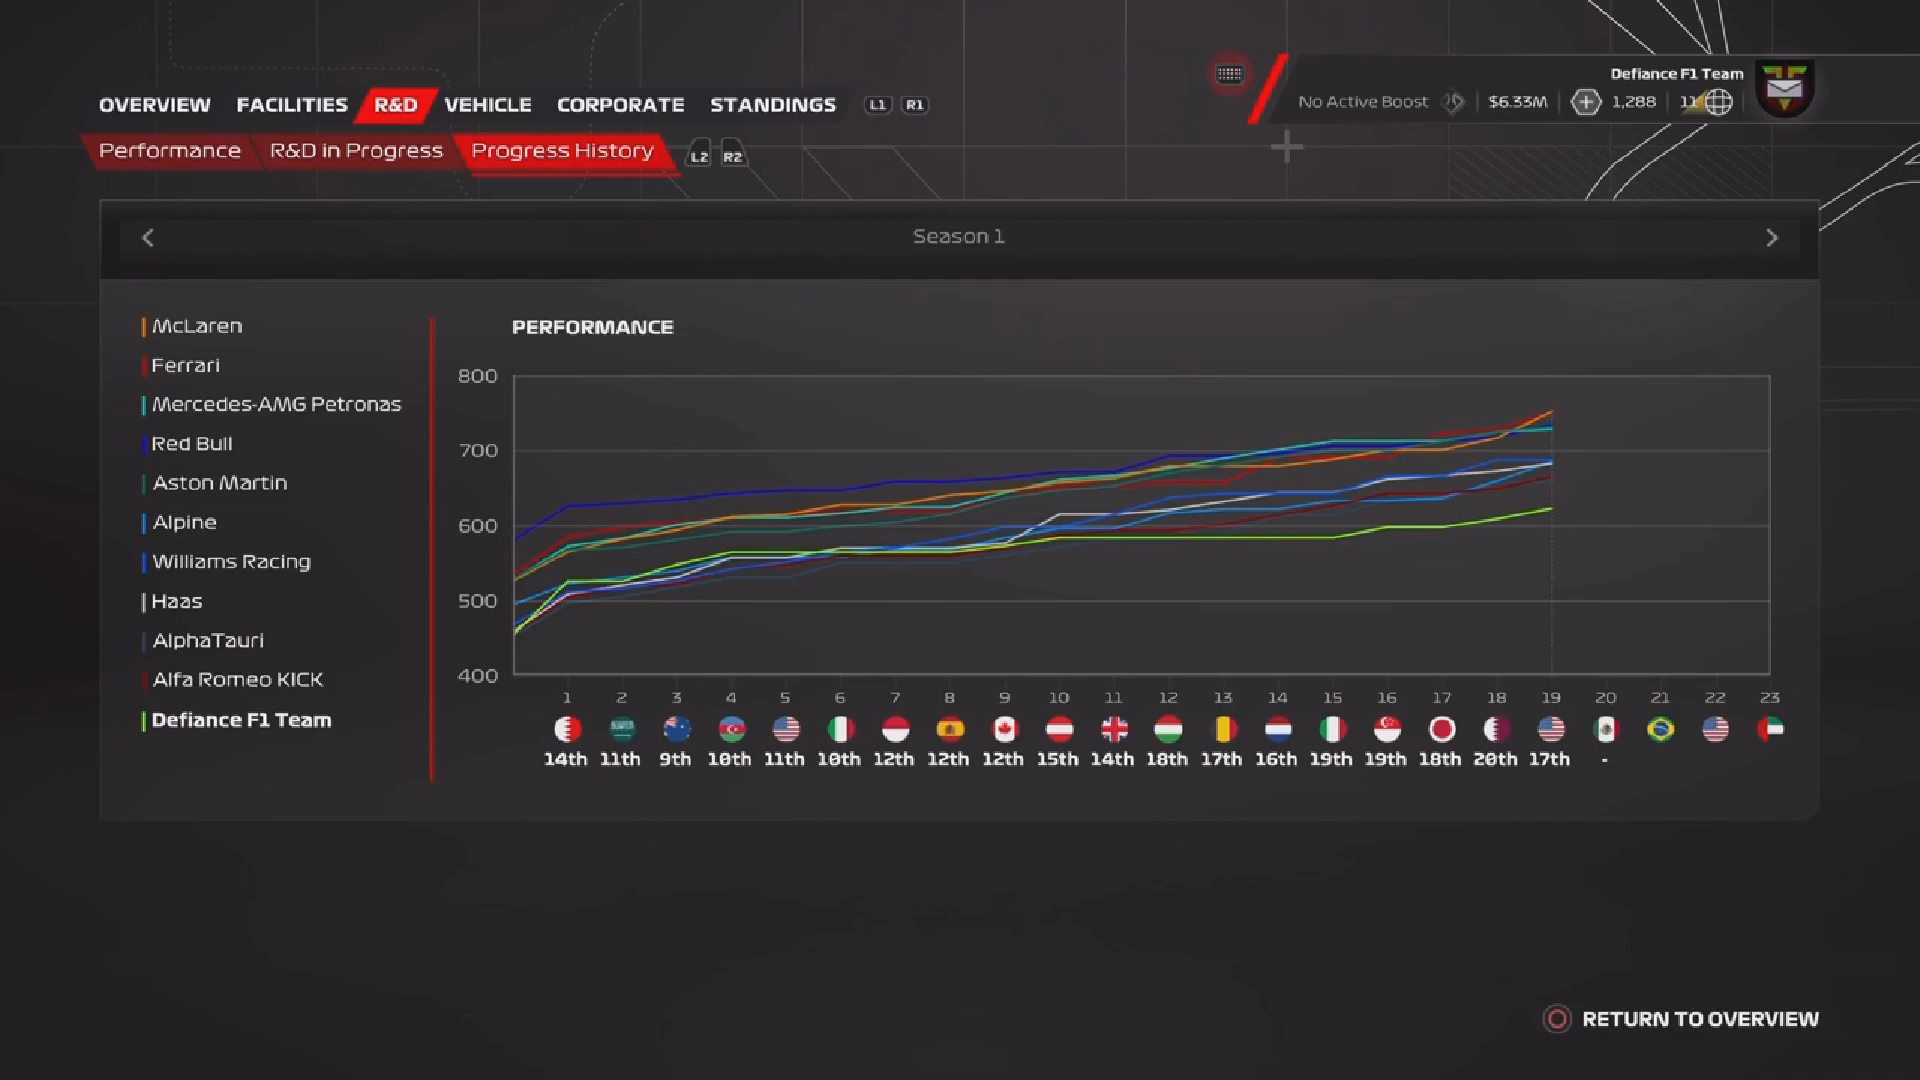 Defiance F1 Team
OVERVIEW FACILITIES R&D VEHICLE CORPORATE STANDINGS L1 R1
No Active Boost $6.33M 1,288 11
Performance R&D in Progress Progress History L2 R2
Season 1
McLaren
Ferrari
Mercedes-AMG Petronas
Red Bull
Aston Martin
Alpine
Williams Racing
Haas
AlphaTauri
Alfa Romeo KICK
Defiance F1 Team
PERFORMANCE
800
700
600
500
400
1 2 3 4 5 6 7 8 9 10 11 12 13 14 15 16 17 18 19 20 21 22 23
14th 11th 9th 10th 11th 10th 12th 12th 12th 15th 14th 18th 17th 16th 19th 19th 18th 20th 17th -
RETURN TO OVERVIEW